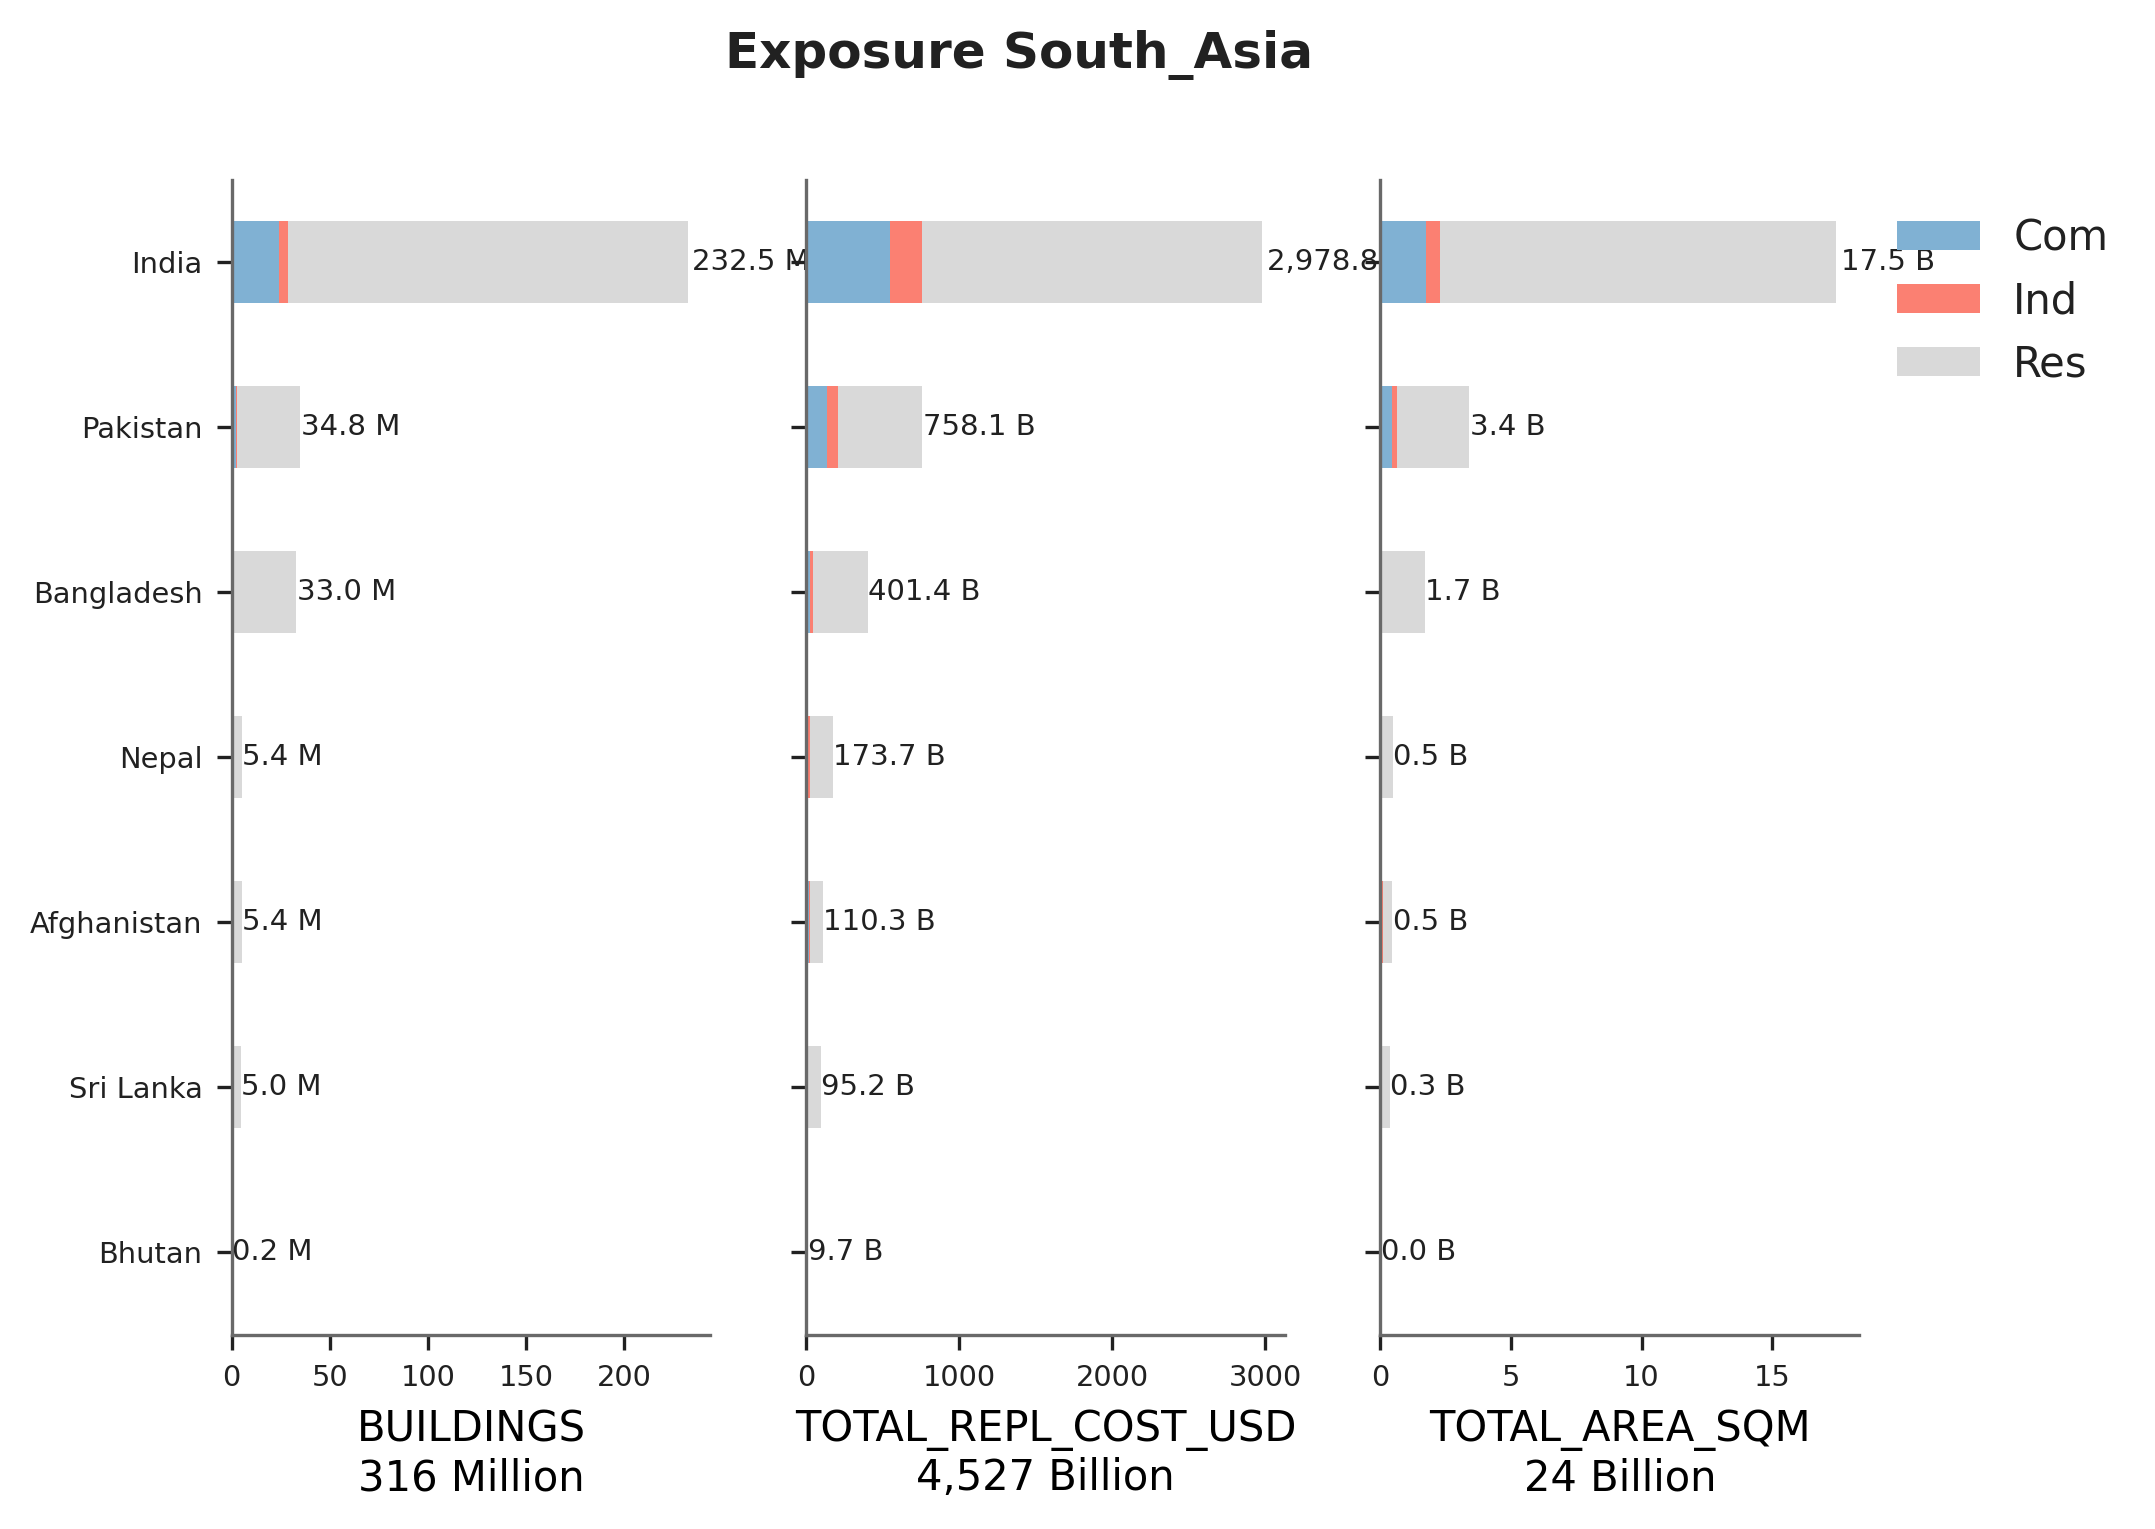 Exposure South_Asia
India
232.5 M
2,978.8
17.5 B
Com
Ind
Res
Pakistan
34.8 M
758.1 B
3.4 B
Bangladesh
33.0 M
401.4 B
1.7 B
Nepal
5.4 M
173.7 B
0.5 B
Afghanistan
5.4 M
110.3 B
0.5 B
Sri Lanka
5.0 M
95.2 B
0.3 B
Bhutan
0.2 M
9.7 B
0.0 B
0 50 100 150 200
0 1000 2000 3000
0 5 10 15
BUILDINGS
316 Million
TOTAL_REPL_COST_USD
4,527 Billion
TOTAL_AREA_SQM
24 Billion